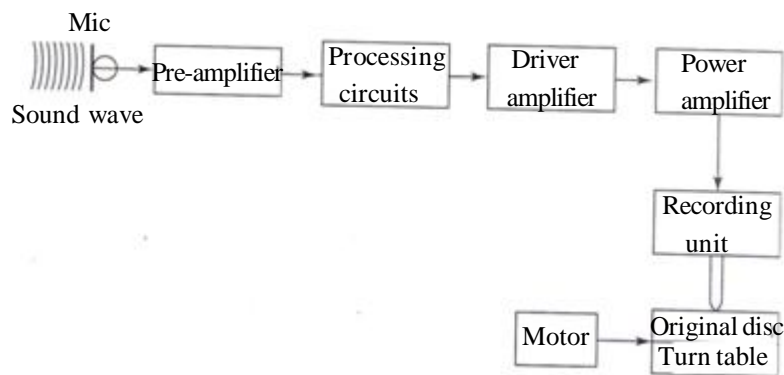 Mic
Sound wave
Pre-amplifier
Processing
circuits
Driver
amplifier
Power
amplifier
Recording
unit
Motor
Original disc
Turn table